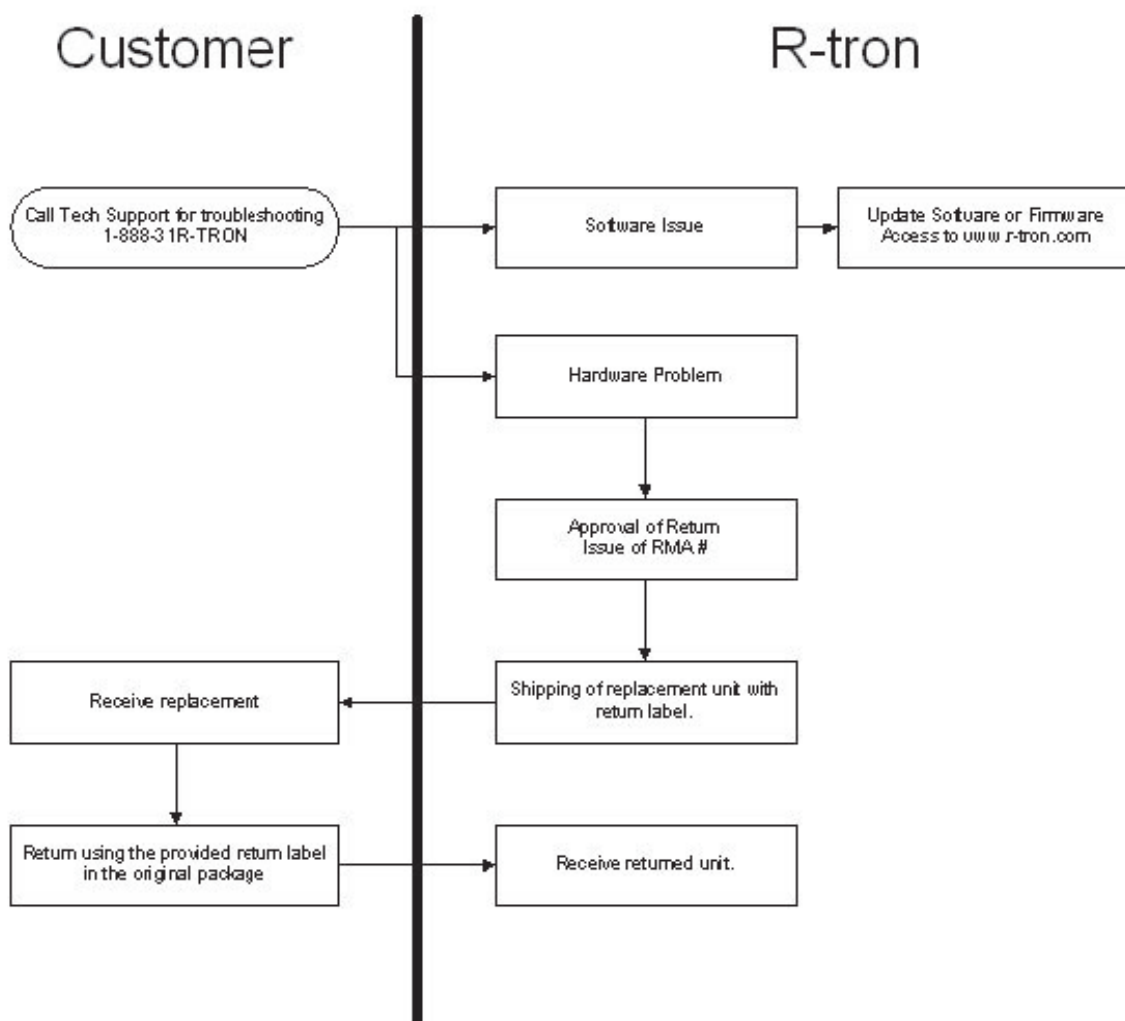 Customer
R-tron
Call Tech Support for troubleshooting
1-888-31R-TRON
Software Issue
Update Software or Firmware
Access to www.r-tron.com
Hardware Problem
Approval of Return
Issue of RMA #
Receive replacement
Shipping of replacement unit with
return label.
Return using the provided return label
in the original package
Receive returned unit.